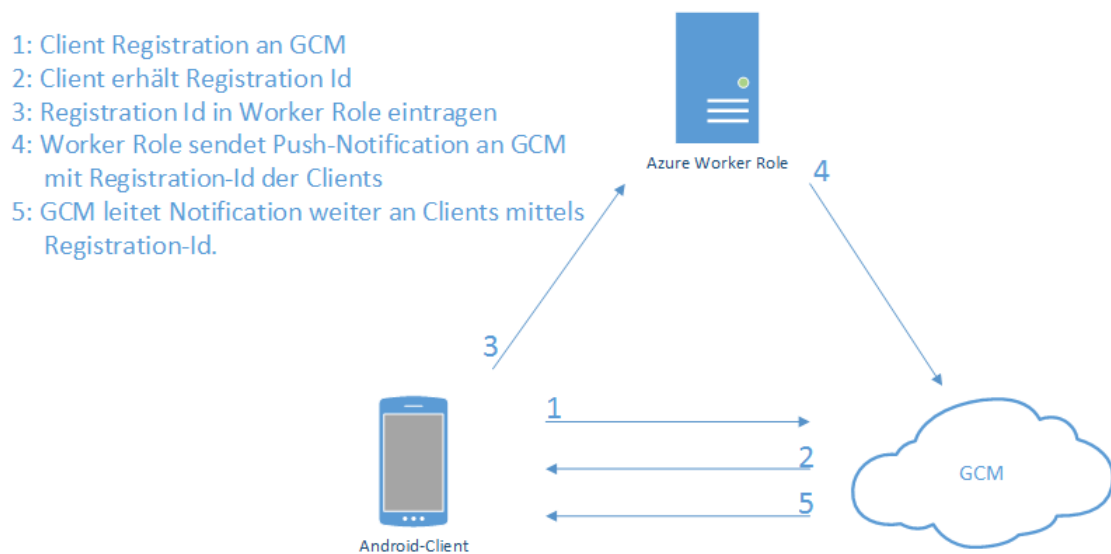 1: Client Registration an GCM
2: Client erhält Registration Id
3: Registration Id in Worker Role eintragen
4: Worker Role sendet Push-Notification an GCM
mit Registration-Id der Clients
5: GCM leitet Notification weiter an Clients mittels
Registration-Id.
Azure Worker Role
4
3
1
2
GCM
5
Android-Client